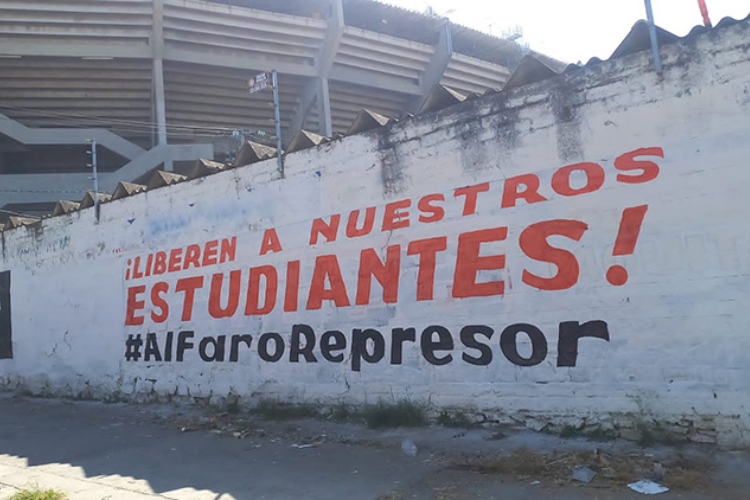 ¡LIBEREN A NUESTROS
ESTUDIANTES!
#AlFaroRepresor